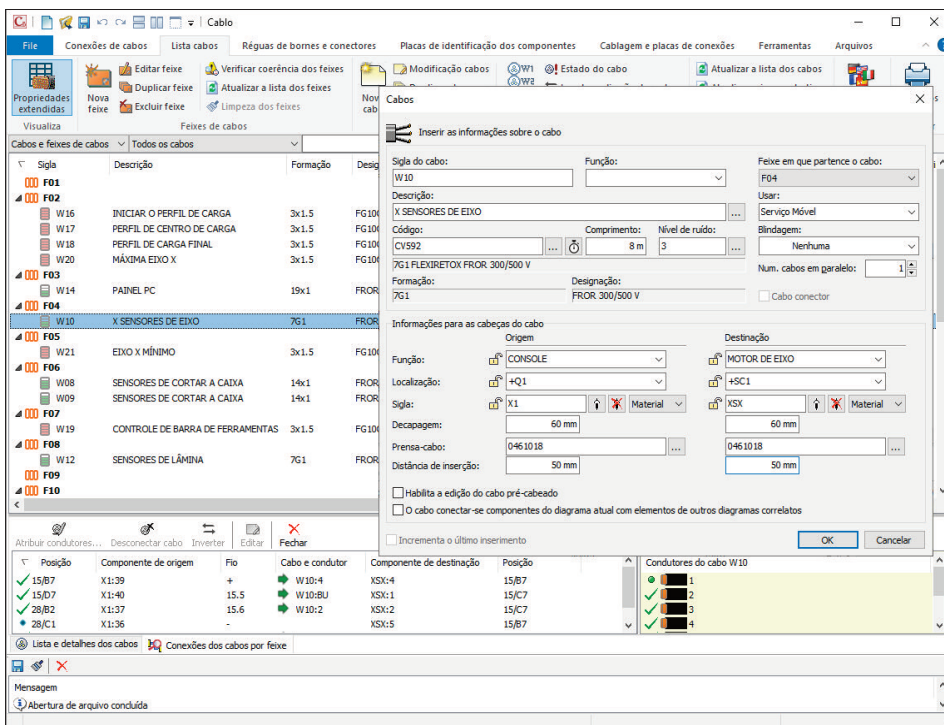 Cablo
File Conexões de cabos Lista cabos Réguas de bornes e conectores Placas de identificação dos componentes Cablagem e placas de conexões Ferramentas Arquivos
Propriedades extendidas
Nova feixe
Editar feixe
Duplicar feixe
Excluir feixe
Verificar coerência dos feixes
Atualizar a lista dos feixes
Limpeza dos feixes
Modificação cabos
W1
W2
Estado do cabo
Atualizar a lista dos cabos
Visualiza
Feixes de cabos
Cabos e feixes de cabos Todos os cabos
Sigla Descrição Formação
F01
F02
W16 INICIAR O PERFIL DE CARGA 3x1.5
W17 PERFIL DE CENTRO DE CARGA 3x1.5
W18 PERFIL DE CARGA FINAL 3x1.5
W20 MÁXIMA EIXO X 3x1.5
F03
W14 PAINEL PC 19x1 FROR
F04
W10 X SENSORES DE EIXO 7G1 FROR
F05
W21 EIXO X MÍNIMO 3x1.5
F06
W08 SENSORES DE CORTAR A CAIXA 14x1 FROR
W09 SENSORES DE CORTAR A CAIXA 14x1 FROR
F07
W19 CONTROLE DE BARRA DE FERRAMENTAS 3x1.5
F08
W12 SENSORES DE LÂMINA 7G1 FROR
F09
F10
Cabos
Inserir as informações sobre o cabo
Sigla do cabo: Função: Feixe em que partence o cabo:
W10 F04
Descrição: Usar:
X SENSORES DE EIXO ... Serviço Móvel
Código: Comprimento: Nível de ruído: Blindagem:
CV592 ... 8 m 3 ... Nenhuma
7G1 FLEXIRETOX FROR 300/500 V
Num. cabos em paralelo: 1
Formação: Designação:
7G1 FROR 300/500 V
Cabo conector
Informações para as cabeças do cabo
Origem Destinação
Função: CONSOLE MOTOR DE EIXO
Localização: +Q1 +SC1
Sigla: X1 Material XSX Material
Decapagem: 60 mm 60 mm
Prensa-cabo: 0461018 ... 0461018 ...
Distância de inserção: 50 mm 50 mm
Habilita a edição do cabo pré-cabeado
O cabo conectar-se componentes do diagrama atual com elementos de outros diagramas correlatos
Incrementa o último inserimento
OK Cancelar
Atribuir condutores... Desconectar cabo Inverter Editar Fechar
Posição Componente de origem Fio Cabo e condutor Componente de destinação Posição
15/B7 X1:39 + W10:4 XSX:4 15/B7
15/D7 X1:40 15.5 W10:BU XSX:1 15/C7
28/B2 X1:37 15.6 W10:2 XSX:2 15/C7
28/C1 X1:36 - XSX:5 15/B7
Condutores do cabo W10
1
2
3
4
Lista e detalhes dos cabos Conexões dos cabos por feixe
Mensagem
Abertura de arquivo concluída